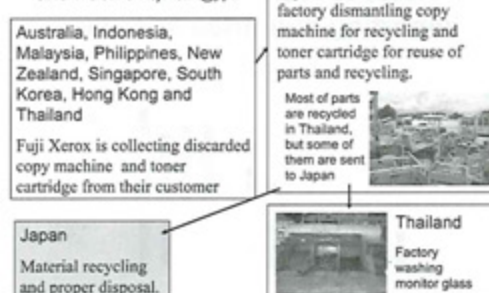 Australia, Indonesia,
Malaysia, Philippines, New
Zealand, Singapore, South
Korea, Hong Kong and
Thailand
Fuji Xerox is collecting discarded
copy machine and toner
cartridge from their customer
factory dismantling copy
machine for recycling and
toner cartridge for reuse of
parts and recycling.
Most of parts
are recycled
in Thailand,
but some of
them are sent
to Japan
Japan
Material recycling
and proper disposal.
Thailand
Factory
washing
monitor glass